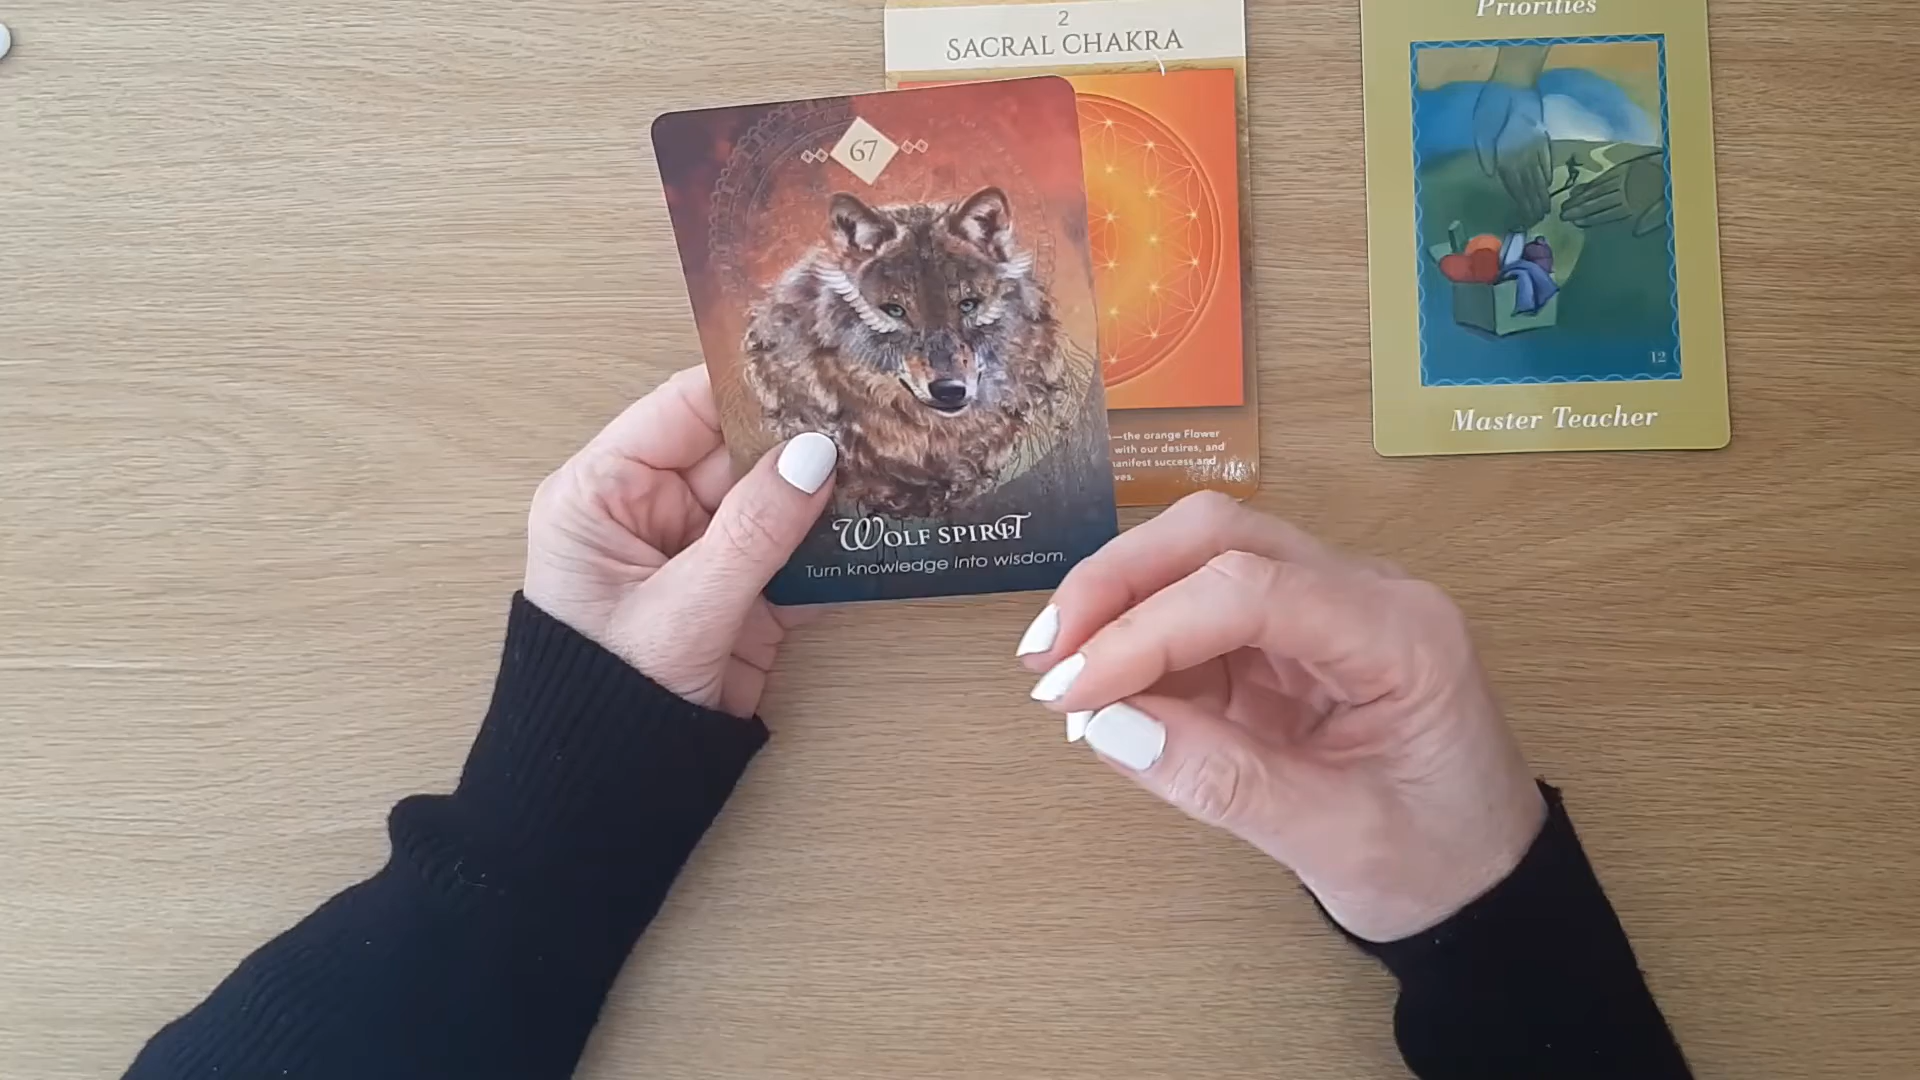 2
SACRAL CHAKRA
—the orange Flower
with our desires, and
manifest success and
Priorities
12
Master Teacher
67
WOLF SPIRIT
Turn knowledge into wisdom.